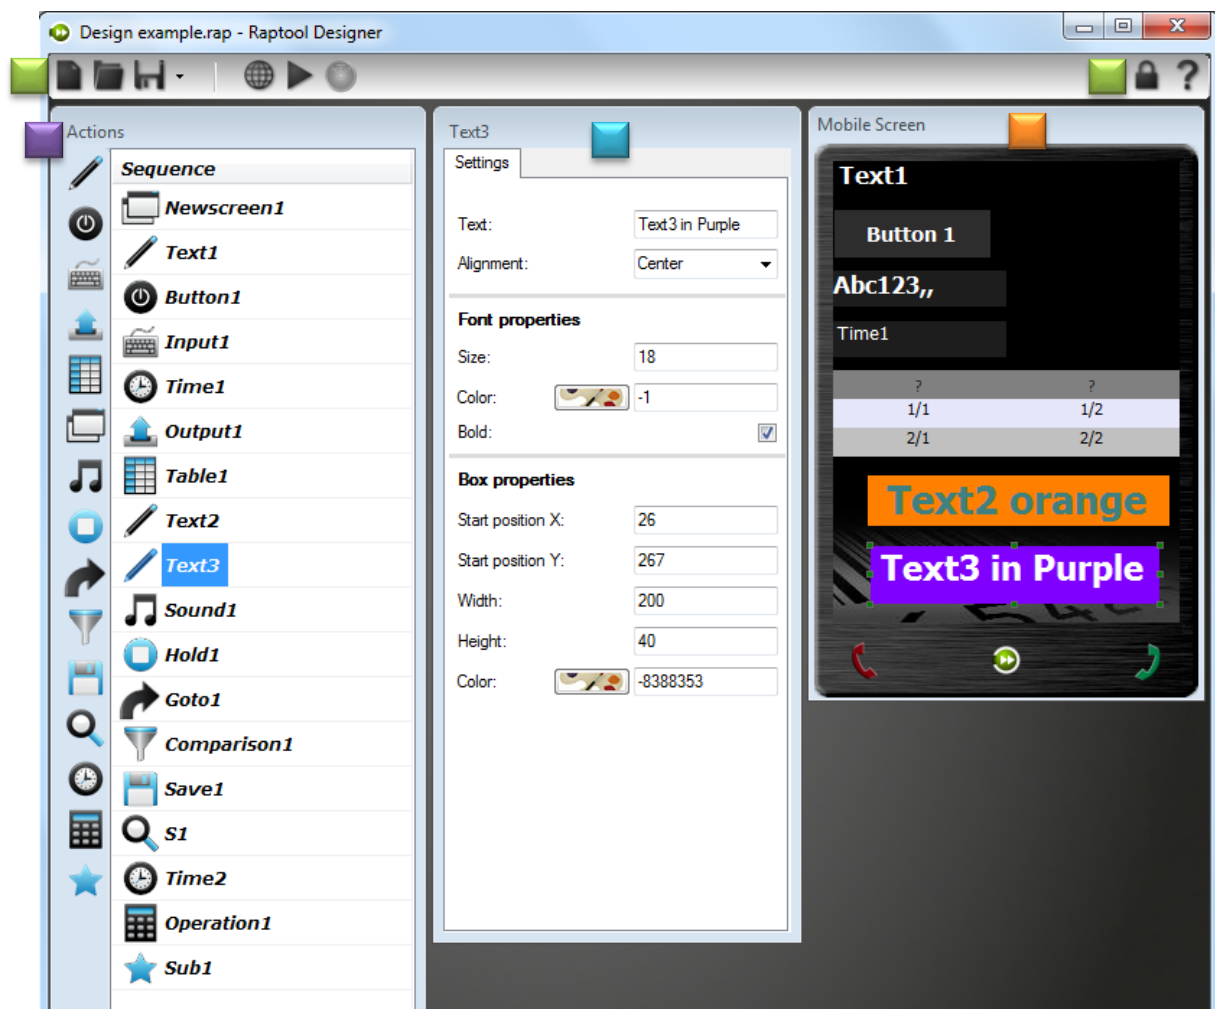 Design example.rap - Raptool Designer
Actions
Sequence
Newscreen1
Text1
Button1
Input1
Time1
Output1
Table1
Text2
Text3
Sound1
Hold1
Goto1
Comparison1
Save1
S1
Time2
Operation1
Sub1
Text3
Settings
Text: Text3 in Purple
Alignment: Center
Font properties
Size: 18
Color: -1
Bold:
Box properties
Start position X: 26
Start position Y: 267
Width: 200
Height: 40
Color: -8388353
Mobile Screen
Text1
Button 1
Abc123,,
Time1
? ?
1/1 1/2
2/1 2/2
Text2 orange
Text3 in Purple